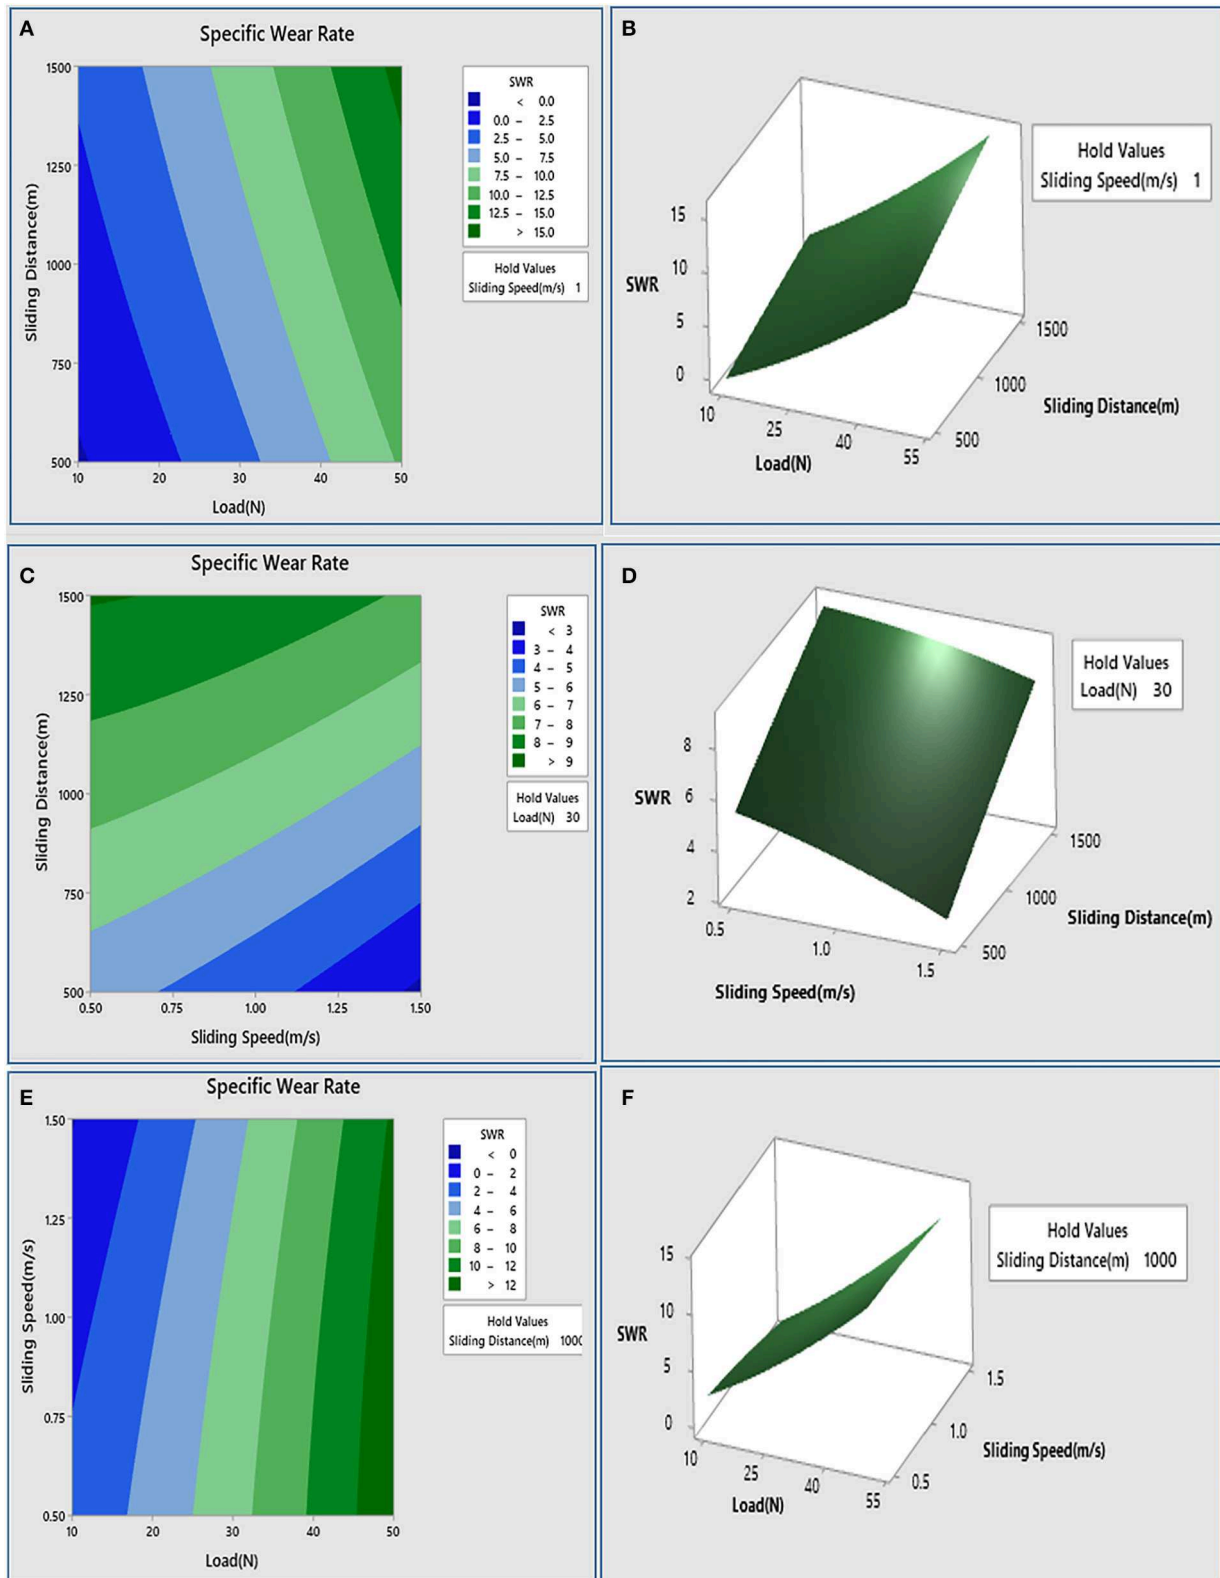 A
Specific Wear Rate
1500
1250
1000
750
500
Sliding Distance(m)
10 20 30 40 50
Load(N)
SWR
< 0.0
0.0 – 2.5
2.5 – 5.0
5.0 – 7.5
7.5 – 10.0
10.0 – 12.5
12.5 – 15.0
> 15.0
Hold Values
Sliding Speed(m/s) 1
B
Hold Values
Sliding Speed(m/s) 1
15
10
5
0
SWR
10 25 40 55
Load(N)
1500
1000
500
Sliding Distance(m)
C
Specific Wear Rate
1500
1250
1000
750
500
Sliding Distance(m)
0.50 0.75 1.00 1.25 1.50
Sliding Speed(m/s)
SWR
< 3
3 – 4
4 – 5
5 – 6
6 – 7
7 – 8
8 – 9
> 9
Hold Values
Load(N) 30
D
Hold Values
Load(N) 30
8
6
4
2
SWR
0.5 1.0 1.5
Sliding Speed(m/s)
1500
1000
500
Sliding Distance(m)
E
Specific Wear Rate
1.50
1.25
1.00
0.75
0.50
Sliding Speed(m/s)
10 20 30 40 50
Load(N)
SWR
< 0
0 – 2
2 – 4
4 – 6
6 – 8
8 – 10
10 – 12
> 12
Hold Values
Sliding Distance(m) 1000
F
Hold Values
Sliding Distance(m) 1000
15
10
5
0
SWR
10 25 40 55
Load(N)
1.5
1.0
0.5
Sliding Speed(m/s)